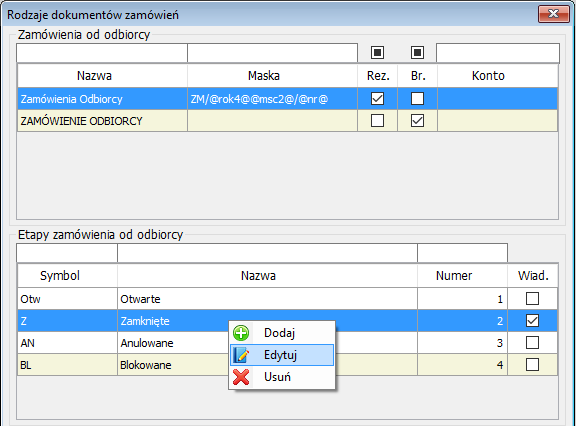 Rodzaje dokumentów zamówień
Zamówienia od odbiorcy
Nazwa Maska Rez. Br. Konto
Zamówienia Odbiorcy ZM/@rok4@@msc2@/@nr@
ZAMÓWIENIE ODBIORCY
Etapy zamówienia od odbiorcy
Symbol Nazwa Numer Wiad.
Otw Otwarte 1
Z Zamknięte 2
AN Anulowane 3
BL Blokowane 4
Dodaj
Edytuj
Usuń